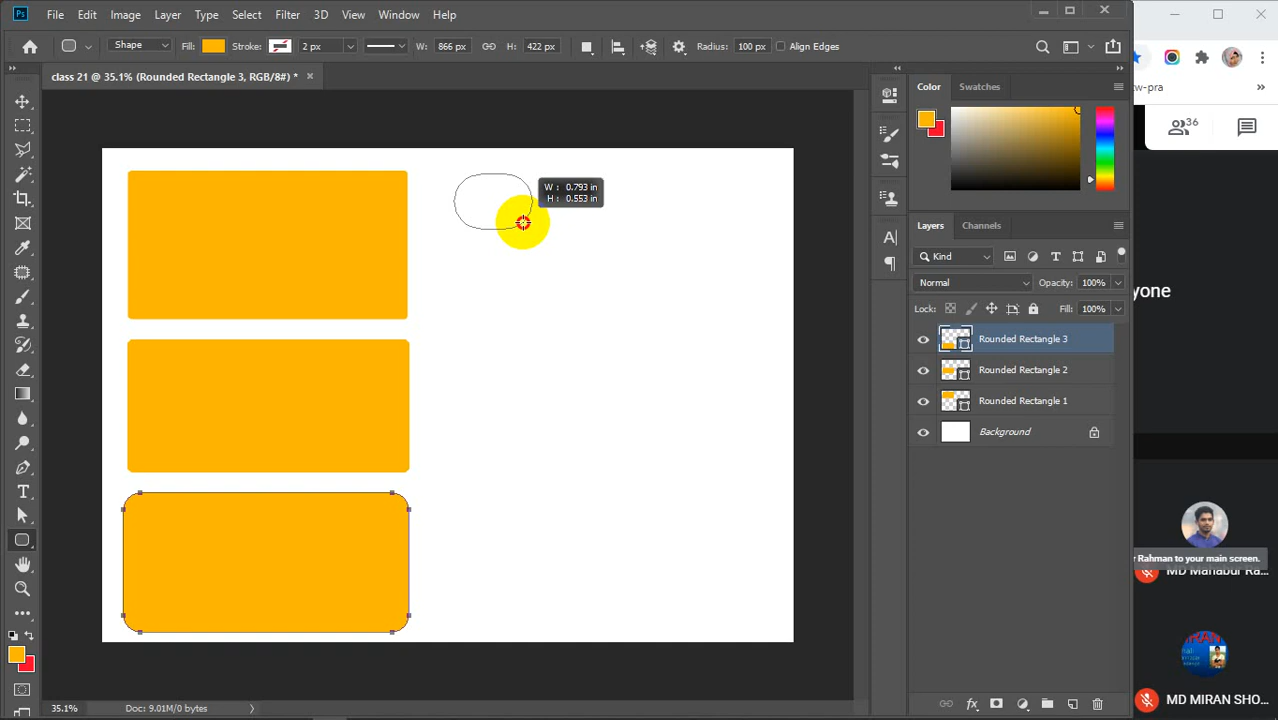 Ps File Edit Image Layer Type Select Filter 3D View Window Help
Shape Fill: Stroke: 2 px W: 866 px H: 422 px Radius: 100 px Align Edges
class 21 @ 35.1% (Rounded Rectangle 3, RGB/8#) *
Color Swatches
tw-pra
36
W : 0.793 in
H : 0.553 in
Layers Channels
Kind
Normal Opacity: 100%
Lock: Fill: 100%
yone
Rounded Rectangle 3
Rounded Rectangle 2
Rounded Rectangle 1
Background
Rahman to your main screen.
MD Mahabur Ra...
MD MIRAN SHO...
35.1% Doc: 9.01M/0 bytes